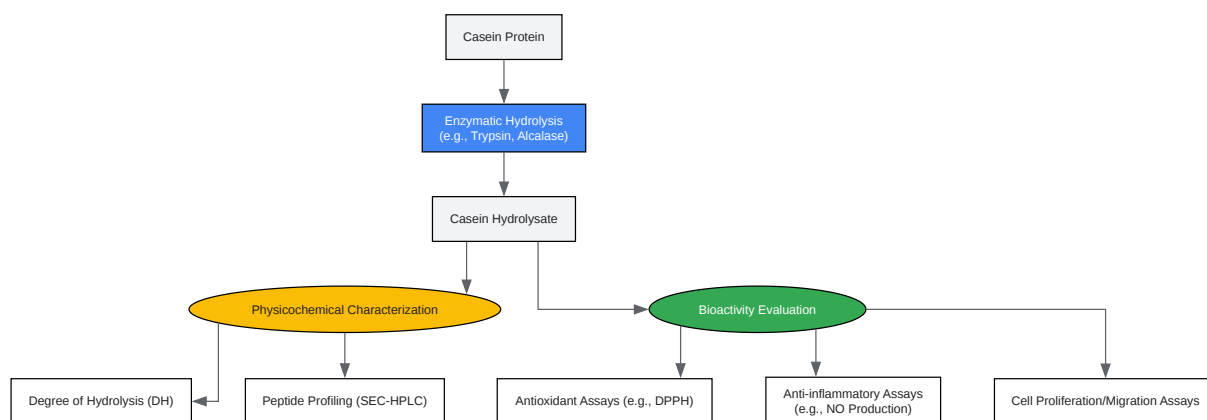 Casein Protein
Enzymatic Hydrolysis
(e.g., Trypsin, Alcalase)
Casein Hydrolysate
Physicochemical Characterization
Bioactivity Evaluation
Degree of Hydrolysis (DH)
Peptide Profiling (SEC-HPLC)
Antioxidant Assays (e.g., DPPH)
Anti-inflammatory Assays
(e.g., NO Production)
Cell Proliferation/Migration Assays